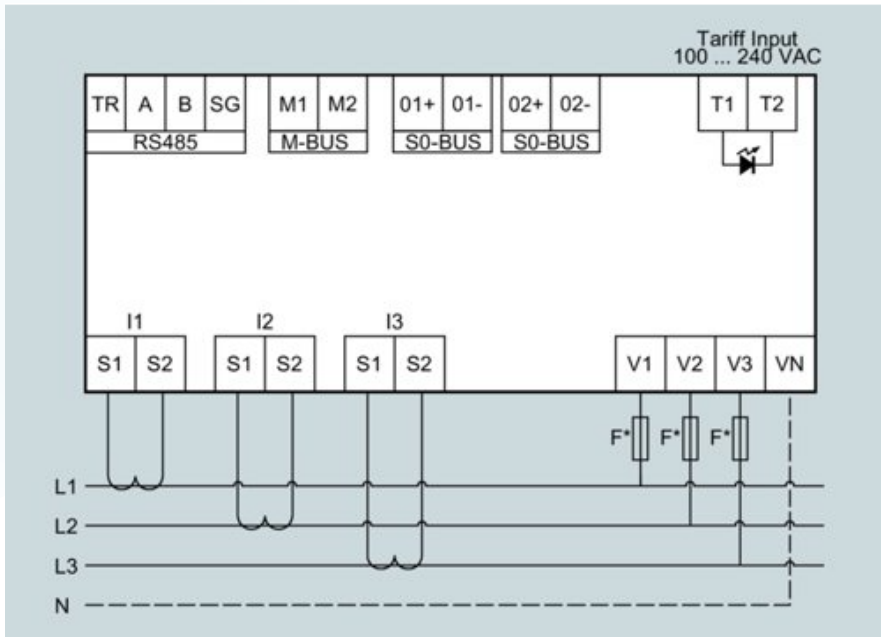 Tariff Input
100 ... 240 VAC
TR A B SG M1 M2 01+ 01- 02+ 02- T1 T2
RS485 M-BUS S0-BUS S0-BUS
I1 I2 I3
S1 S2 S1 S2 S1 S2 V1 V2 V3 VN
F* F* F*
L1
L2
L3
N